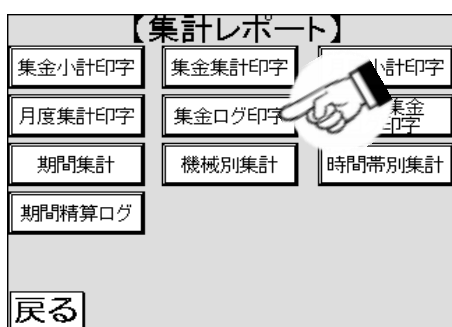 【集計レポート】
集金小計印字
集金集計印字
小計印字
月度集計印字
集金ログ印字
集金
印字
期間集計
機械別集計
時間帯別集計
期間精算ログ
戻る